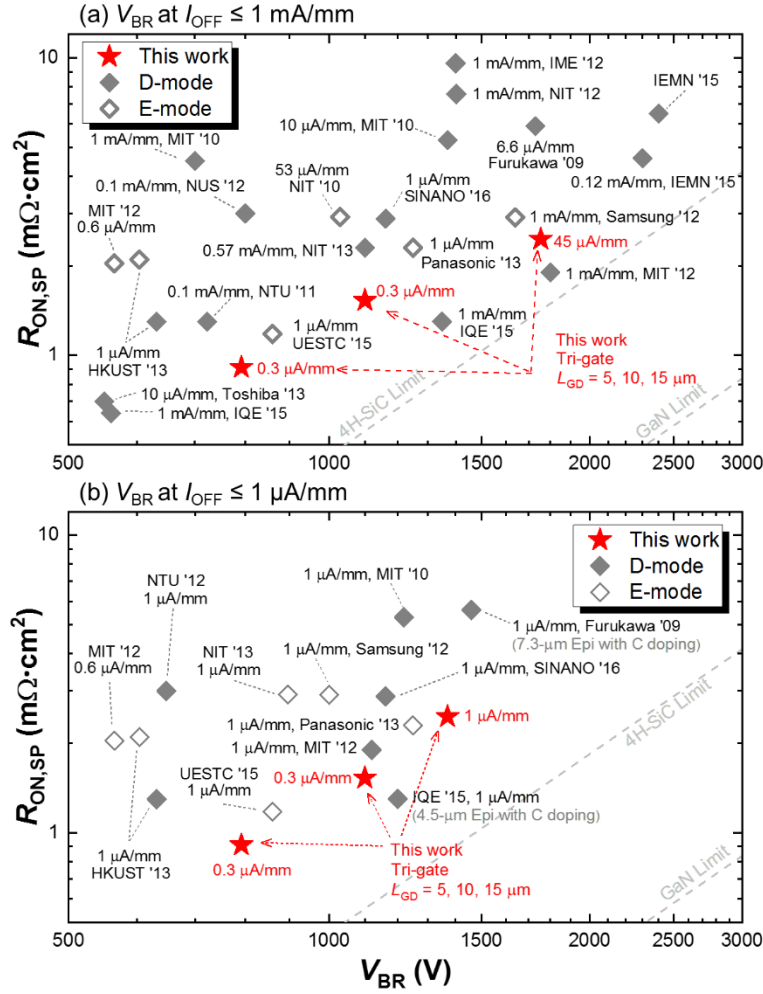 (a) VBR at IOFF ≤ 1 mA/mm
10
1
RON,SP (mΩ·cm2)
This work
D-mode
E-mode
1 mA/mm, IME '12
1 mA/mm, NIT '12
IEMN '15
10 µA/mm, MIT '10
6.6 µA/mm
Furukawa '09
1 mA/mm, MIT '10
0.12 mA/mm, IEMN '15
53 µA/mm
NIT '10
1 µA/mm
SINANO '16
0.1 mA/mm, NUS '12
MIT '12
0.6 µA/mm
1 mA/mm, Samsung '12
45 µA/mm
0.57 mA/mm, NIT '13
1 µA/mm
Panasonic '13
1 mA/mm, MIT '12
0.1 mA/mm, NTU '11
0.3 µA/mm
1 µA/mm
UESTC '15
1 mA/mm
IQE '15
1 µA/mm
HKUST '13
0.3 µA/mm
This work
Tri-gate
LGD = 5, 10, 15 µm
10 µA/mm, Toshiba '13
1 mA/mm, IQE '15
4H-SiC Limit
GaN Limit
500
1000
1500
2000
2500
3000
(b) VBR at IOFF ≤ 1 µA/mm
10
1
RON,SP (mΩ·cm2)
This work
D-mode
E-mode
NTU '12
1 µA/mm
1 µA/mm, MIT '10
1 µA/mm, Furukawa '09
(7.3-µm Epi with C doping)
MIT '12
0.6 µA/mm
NIT '13
1 µA/mm
1 µA/mm, Samsung '12
1 µA/mm, SINANO '16
1 µA/mm, Panasonic '13
1 µA/mm
1 µA/mm, MIT '12
UESTC '15
1 µA/mm
0.3 µA/mm
IQE '15, 1 µA/mm
(4.5-µm Epi with C doping)
1 µA/mm
HKUST '13
0.3 µA/mm
This work
Tri-gate
LGD = 5, 10, 15 µm
4H-SiC Limit
GaN Limit
500
1000
1500
2000
2500
3000
VBR (V)